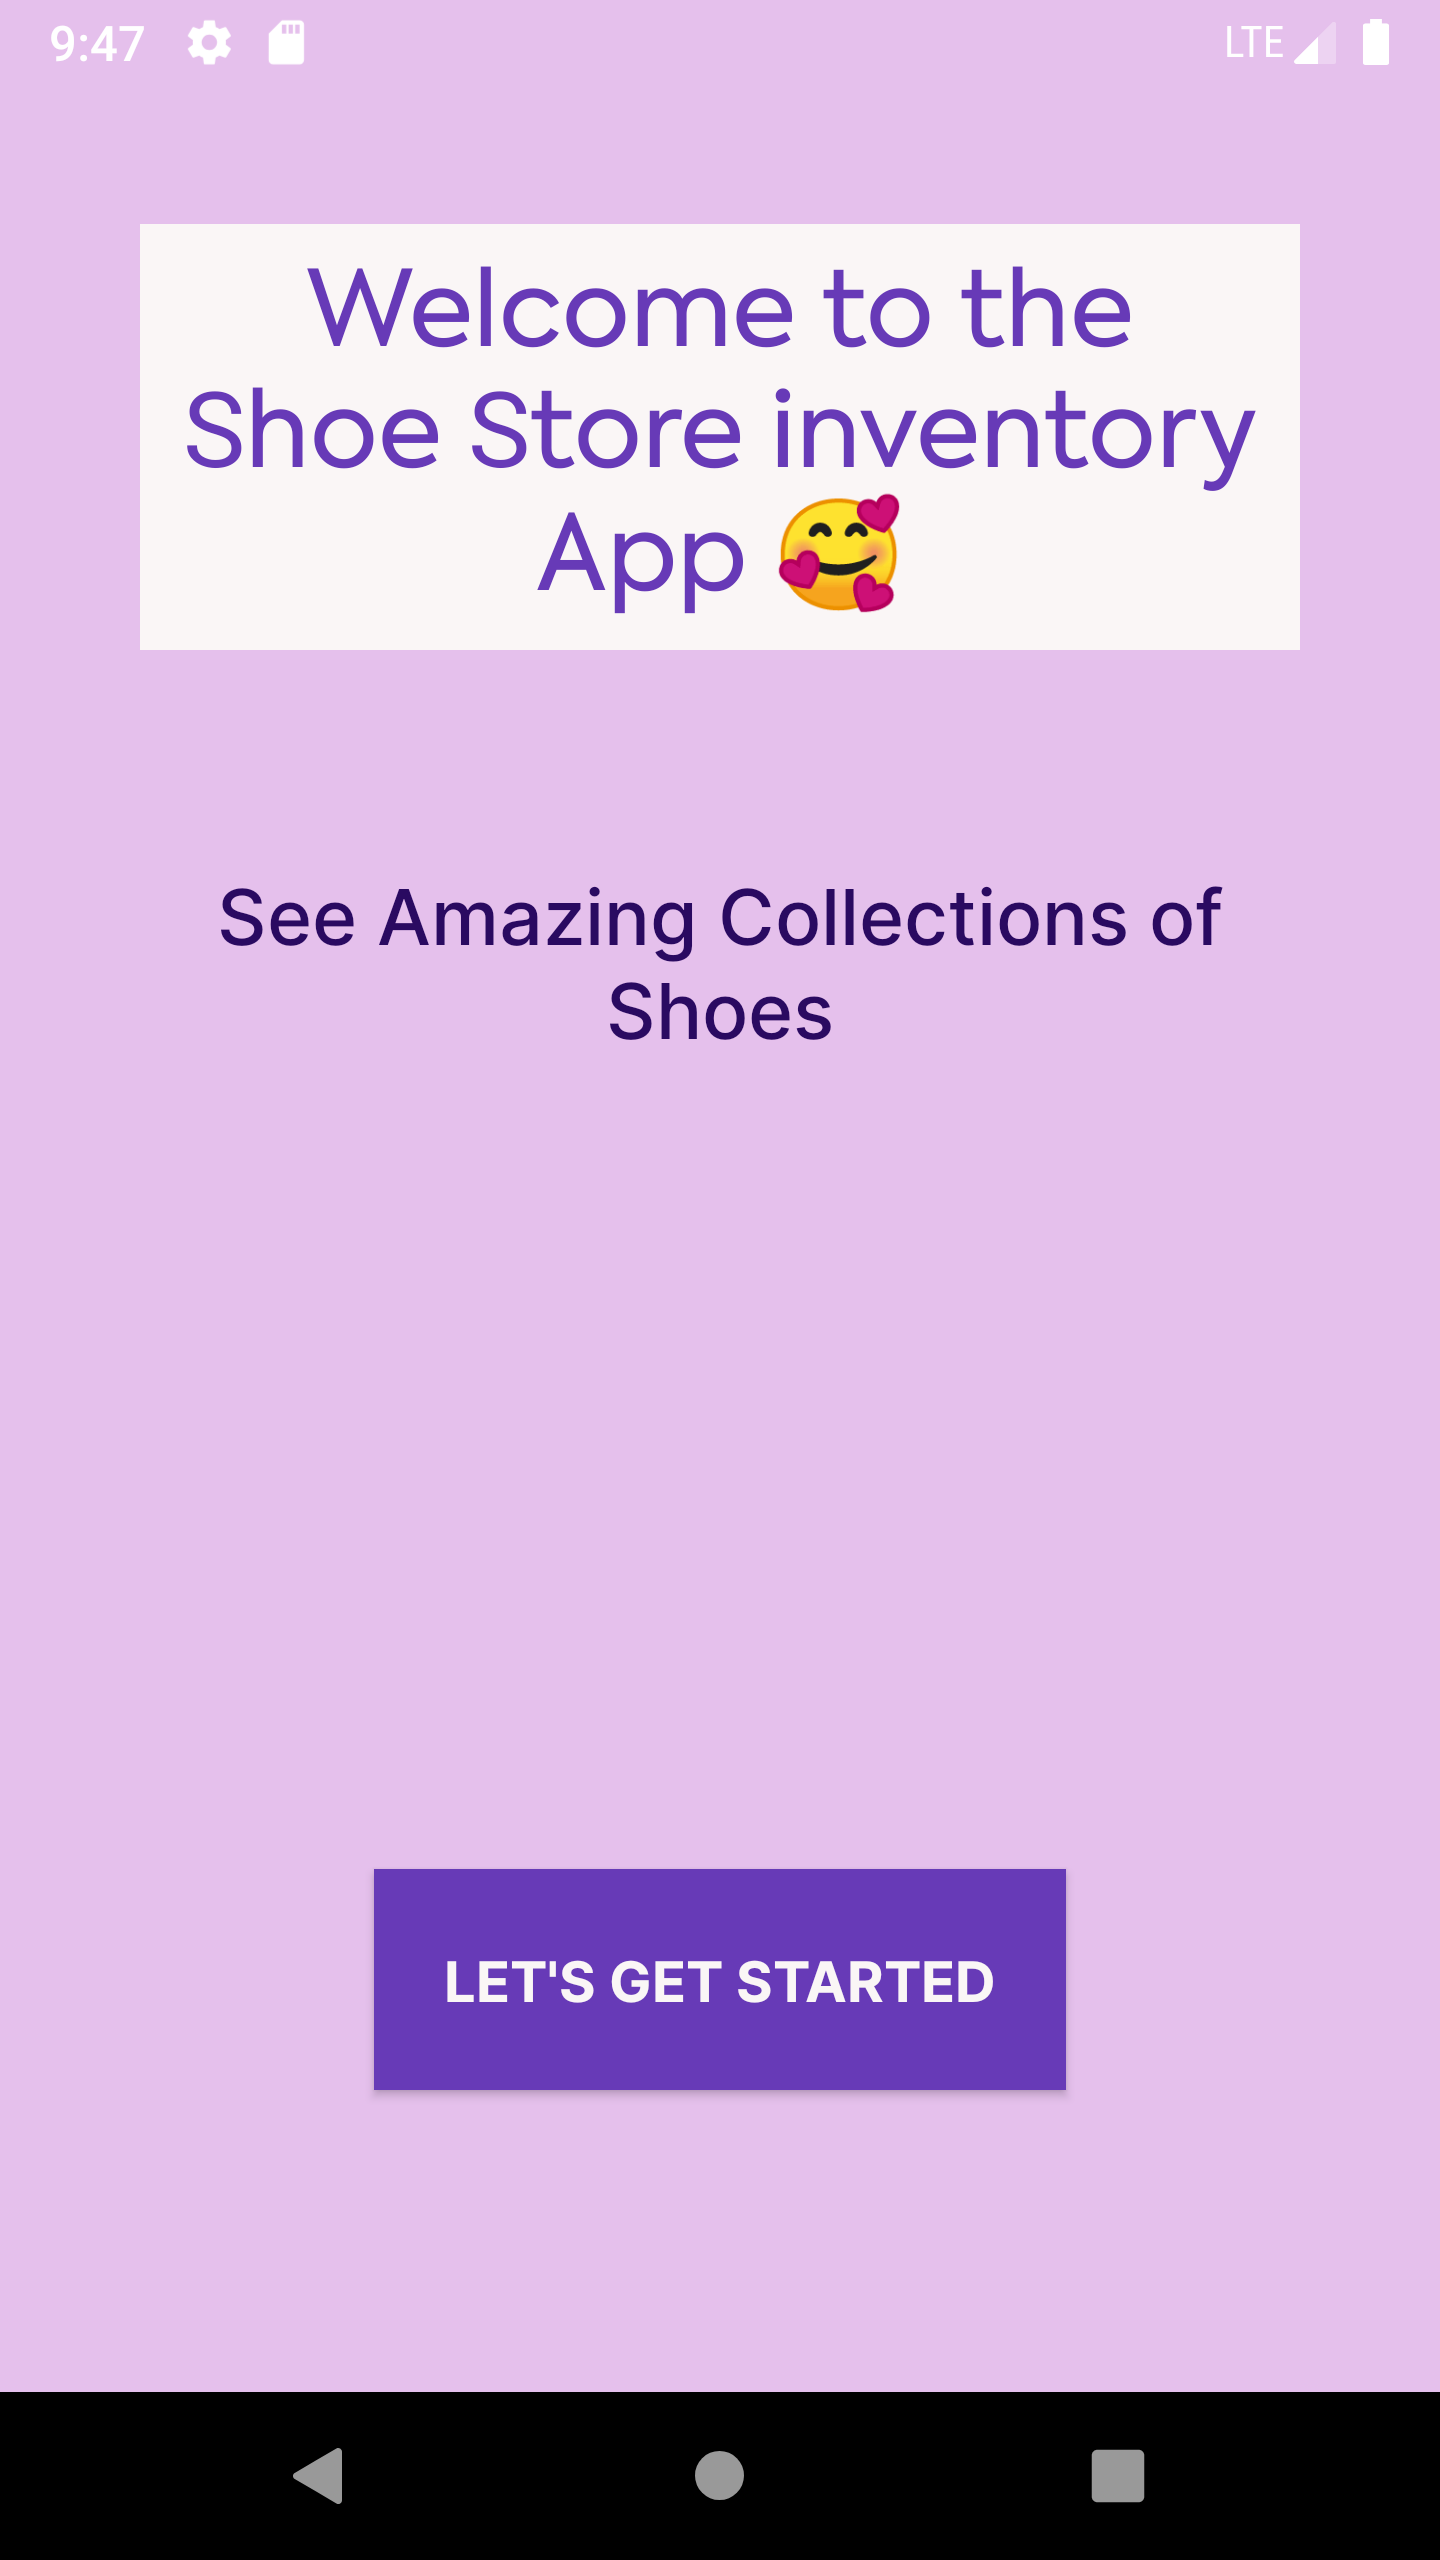 9:47 LTE
Welcome to the
Shoe Store inventory
App 🥰
See Amazing Collections of
Shoes
LET'S GET STARTED